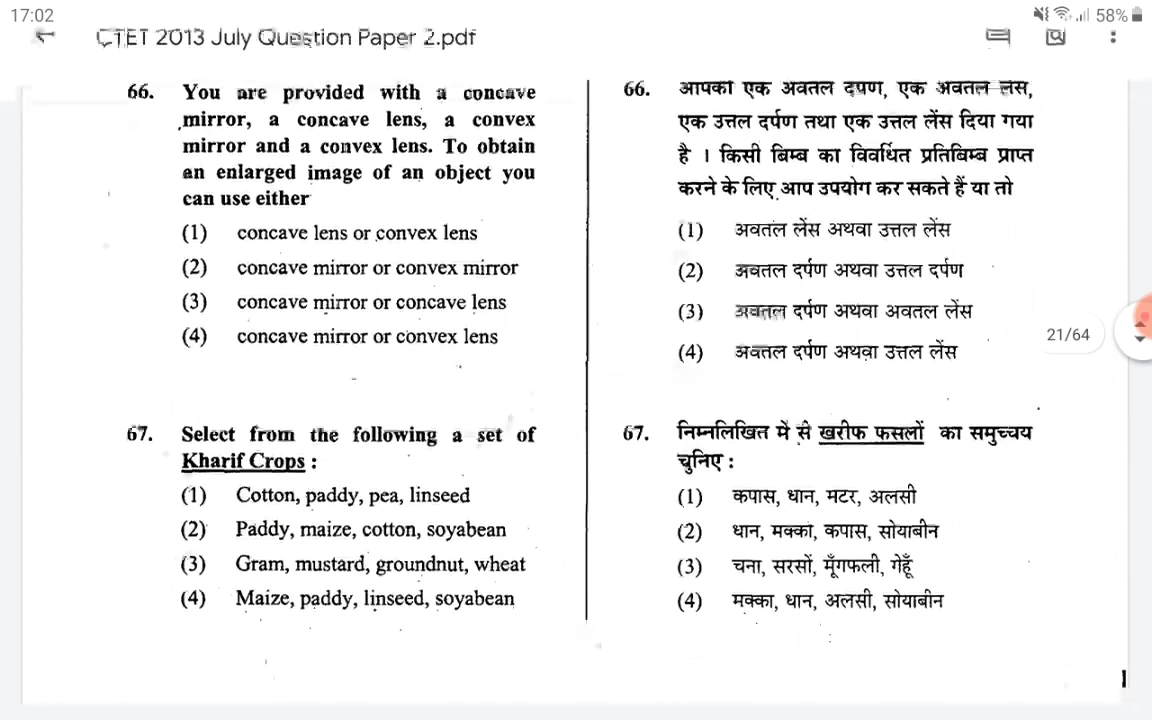 17:02
58%
CTET 2013 July Question Paper 2.pdf
66. You are provided with a concave
mirror, a concave lens, a convex
mirror and a convex lens. To obtain
an enlarged image of an object you
can use either
(1) concave lens or convex lens
(2) concave mirror or convex mirror
(3) concave mirror or concave lens
(4) concave mirror or convex lens
67. Select from the following a set of
Kharif Crops :
(1) Cotton, paddy, pea, linseed
(2) Paddy, maize, cotton, soyabean
(3) Gram, mustard, groundnut, wheat
(4) Maize, paddy, linseed, soyabean
66. आपको एक अवतल दर्पण, एक अवतल लेंस,
एक उत्तल दर्पण तथा एक उत्तल लेंस दिया गया
है । किसी बिम्ब का विवर्धित प्रतिबिम्ब प्राप्त
करने के लिए आप उपयोग कर सकते हैं या तो
(1) अवतल लेंस अथवा उत्तल लेंस
(2) अवतल दर्पण अथवा उत्तल दर्पण
(3) अवतल दर्पण अथवा अवतल लेंस
(4) अवतल दर्पण अथवा उत्तल लेंस
21/64
67. निम्नलिखित में से खरीफ फसलों का समुच्चय
चुनिए :
(1) कपास, धान, मटर, अलसी
(2) धान, मक्का, कपास, सोयाबीन
(3) चना, सरसों, मूँगफली, गेहूँ
(4) मक्का, धान, अलसी, सोयाबीन